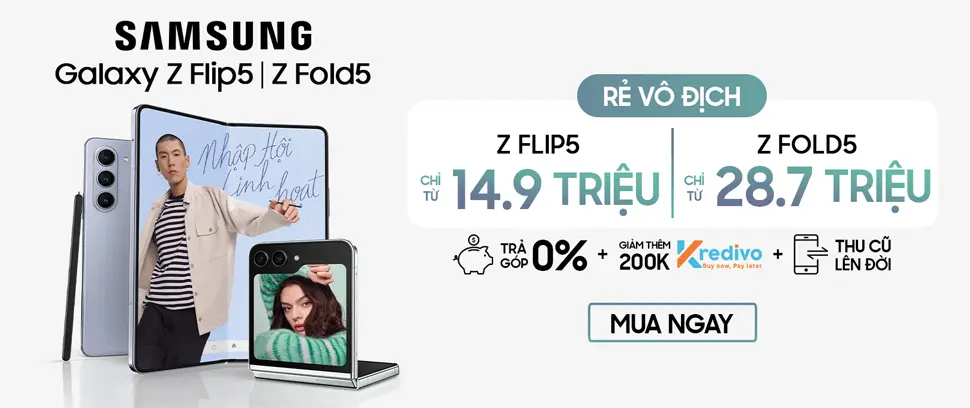 SAMSUNG
Galaxy Z Flip5 | Z Fold5
Nhập Hội
Linh hoạt
RẺ VÔ ĐỊCH
Z FLIP5
CHỈ TỪ 14.9 TRIỆU
Z FOLD5
CHỈ TỪ 28.7 TRIỆU
TRẢ GÓP 0% + GIẢM THÊM 200K Kredivo Buy now, Pay later + THU CŨ LÊN ĐỜI
MUA NGAY